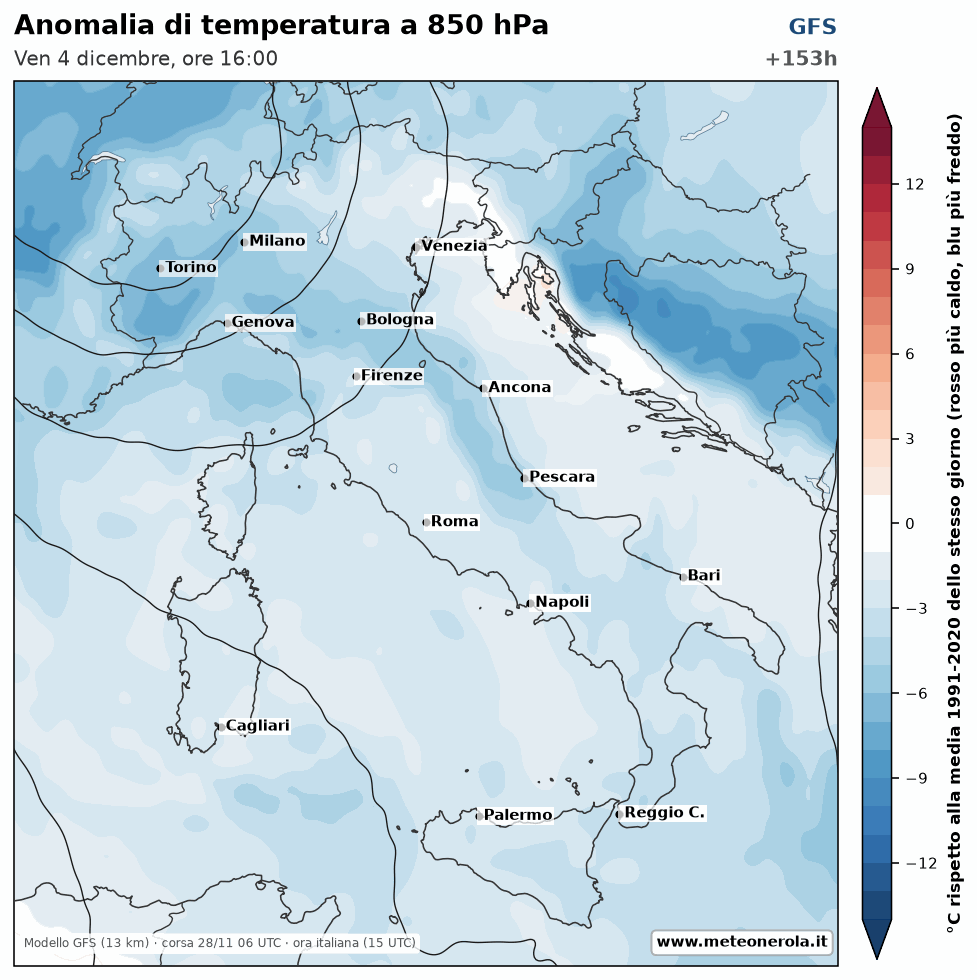 Anomalia di temperatura a 850 hPa
GFS
Ven 4 dicembre, ore 16:00
+153h
Milano
Venezia
Torino
Genova
Bologna
Firenze
Ancona
Pescara
Roma
Bari
Napoli
Cagliari
Palermo
Reggio C.
12
9
6
3
0
−3
−6
−9
−12
°C rispetto alla media 1991-2020 dello stesso giorno (rosso più caldo, blu più freddo)
Modello GFS (13 km) · corsa 28/11 06 UTC · ora italiana (15 UTC)
www.meteonerola.it